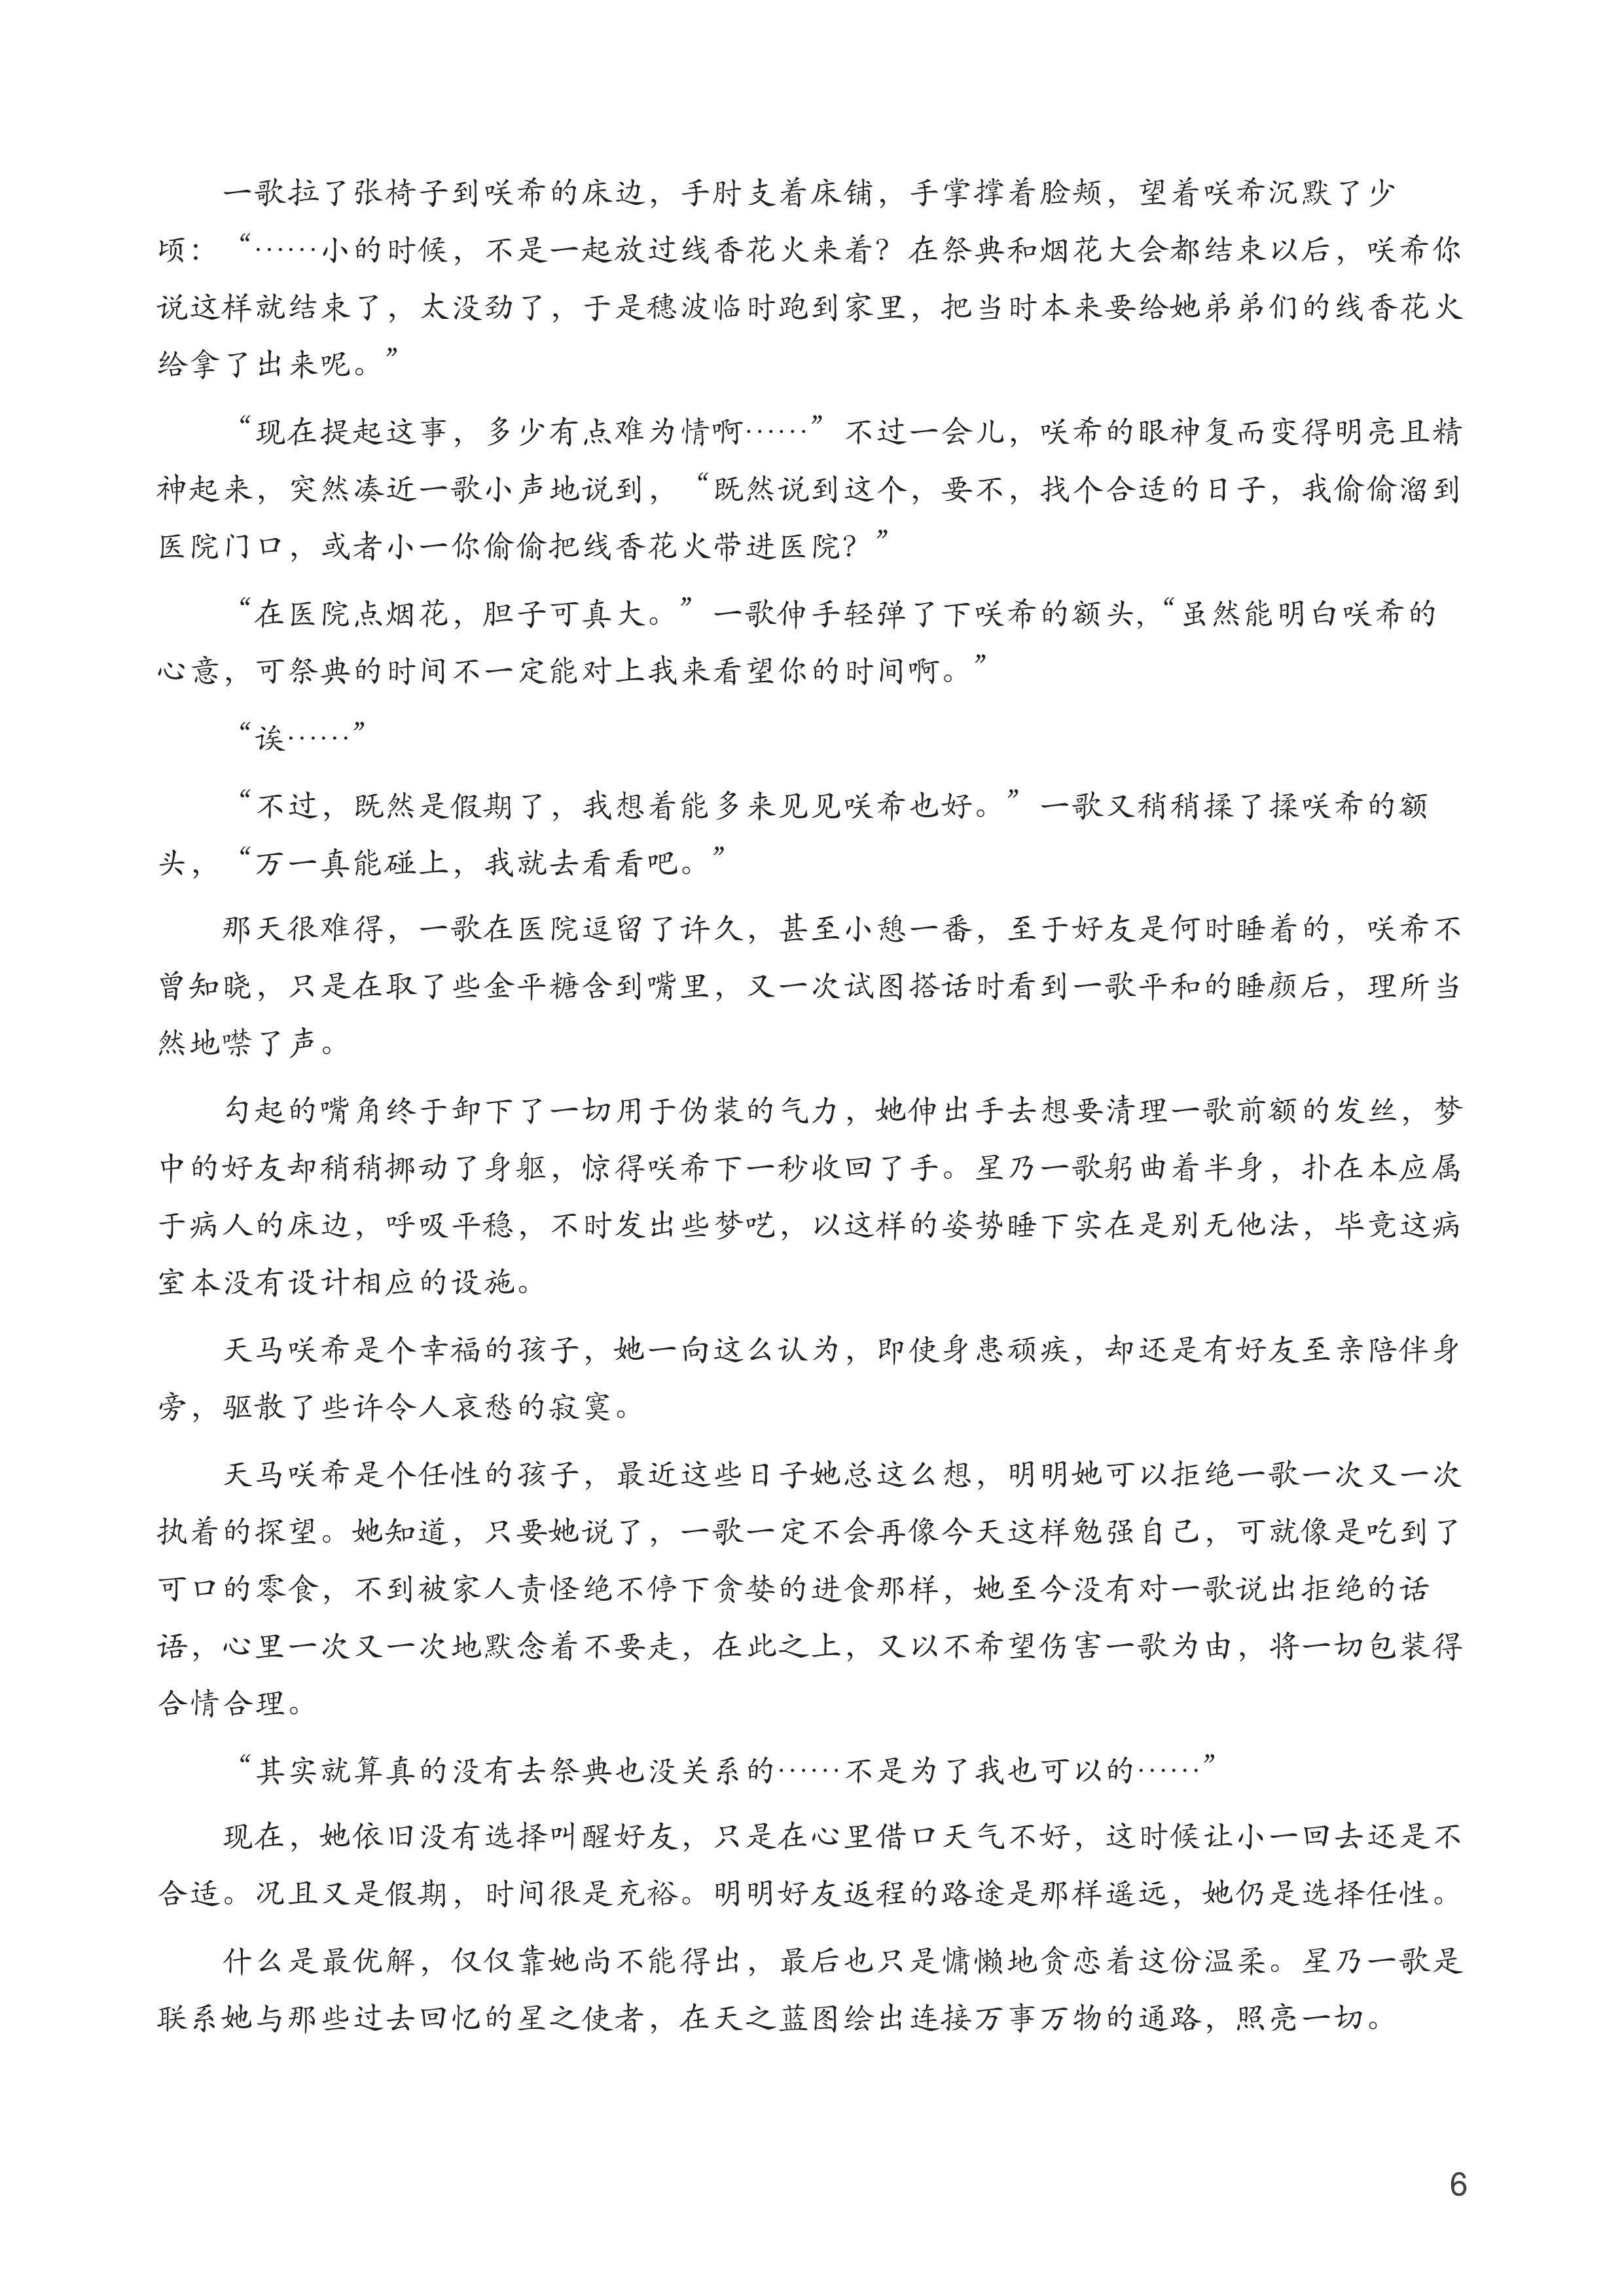 一歌拉了张椅子到咲希的床边，手肘支着床铺，手掌撑着脸颊，望着咲希沉默了少
顷：“……小的时候，不是一起放过线香花火来着？在祭典和烟花大会都结束以后，咲希你
说这样就结束了，太没劲了，于是穗波临时跑到家里，把当时本来要给她弟弟们的线香花火
给拿了出来呢。”
“现在提起这事，多少有点难为情啊……”不过一会儿，咲希的眼神复而变得明亮且精
神起来，突然凑近一歌小声地说到，“既然说到这个，要不，找个合适的日子，我偷偷溜到
医院门口，或者小一你偷偷把线香花火带进医院？”
“在医院点烟花，胆子可真大。”一歌伸手轻弹了下咲希的额头，“虽然能明白咲希的
心意，可祭典的时间不一定能对上我来看望你的时间啊。”
“诶……”
“不过，既然是假期了，我想着能多来见见咲希也好。”一歌又稍稍揉了揉咲希的额
头，“万一真能碰上，我就去看看吧。”
那天很难得，一歌在医院逗留了许久，甚至小憩一番，至于好友是何时睡着的，咲希不
曾知晓，只是在取了些金平糖含到嘴里，又一次试图搭话时看到一歌平和的睡颜后，理所当
然地噤了声。
勾起的嘴角终于卸下了一切用于伪装的气力，她伸出手去想要清理一歌前额的发丝，梦
中的好友却稍稍挪动了身躯，惊得咲希下一秒收回了手。星乃一歌躬曲着半身，扑在本应属
于病人的床边，呼吸平稳，不时发出些梦呓，以这样的姿势睡下实在是别无他法，毕竟这病
室本没有设计相应的设施。
天马咲希是个幸福的孩子，她一向这么认为，即使身患顽疾，却还是有好友至亲陪伴身
旁，驱散了些许令人哀愁的寂寞。
天马咲希是个任性的孩子，最近这些日子她总这么想，明明她可以拒绝一歌一次又一次
执着的探望。她知道，只要她说了，一歌一定不会再像今天这样勉强自己，可就像是吃到了
可口的零食，不到被家人责怪绝不停下贪婪的进食那样，她至今没有对一歌说出拒绝的话
语，心里一次又一次地默念着不要走，在此之上，又以不希望伤害一歌为由，将一切包装得
合情合理。
“其实就算真的没有去祭典也没关系的……不是为了我也可以的……”
现在，她依旧没有选择叫醒好友，只是在心里借口天气不好，这时候让小一回去还是不
合适。况且又是假期，时间很是充裕。明明好友返程的路途是那样遥远，她仍是选择任性。
什么是最优解，仅仅靠她尚不能得出，最后也只是慵懒地贪恋着这份温柔。星乃一歌是
联系她与那些过去回忆的星之使者，在天之蓝图绘出连接万事万物的通路，照亮一切。
6